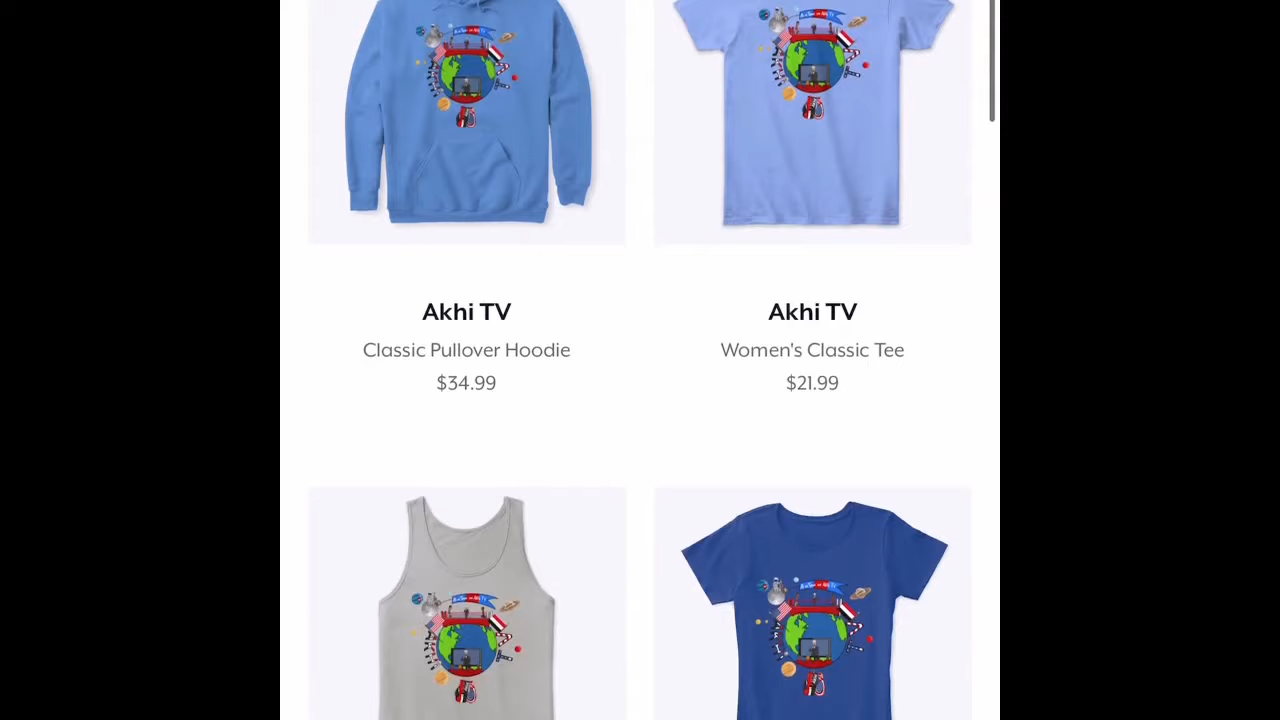 Akhi TV
Classic Pullover Hoodie
$34.99
Akhi TV
Women's Classic Tee
$21.99